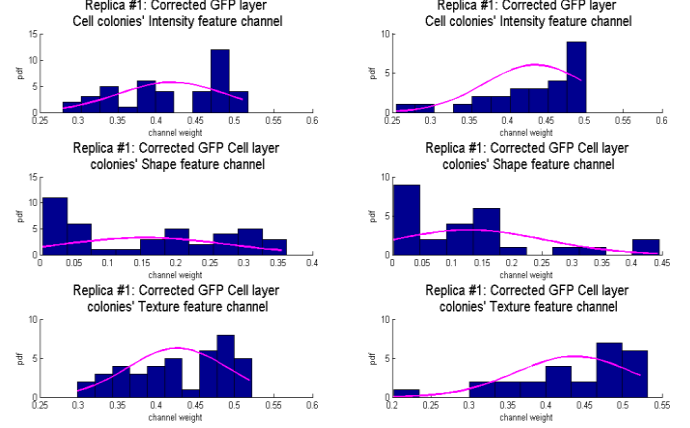 Replica #1: Corrected GFP layer
Cell colonies' Intensity feature channel
15
10
5
0
pdf
0.25 0.3 0.35 0.4 0.45 0.5 0.55 0.6
channel weight
Replica #1: Corrected GFP layer
Cell colonies' Intensity feature channel
10
5
0
pdf
0.25 0.3 0.35 0.4 0.45 0.5 0.55 0.6
channel weight
Replica #1: Corrected GFP Cell layer
colonies' Shape feature channel
15
10
5
0
pdf
0 0.05 0.1 0.15 0.2 0.25 0.3 0.35 0.4
channel weight
Replica #1: Corrected GFP Cell layer
colonies' Shape feature channel
10
5
0
pdf
0 0.05 0.1 0.15 0.2 0.25 0.3 0.35 0.4 0.45
channel weight
Replica #1: Corrected GFP Cell layer
colonies' Texture feature channel
10
5
0
pdf
0.25 0.3 0.35 0.4 0.45 0.5 0.55 0.6
channel weight
Replica #1: Corrected GFP Cell layer
colonies' Texture feature channel
10
5
0
pdf
0.2 0.25 0.3 0.35 0.4 0.45 0.5 0.55
channel weight